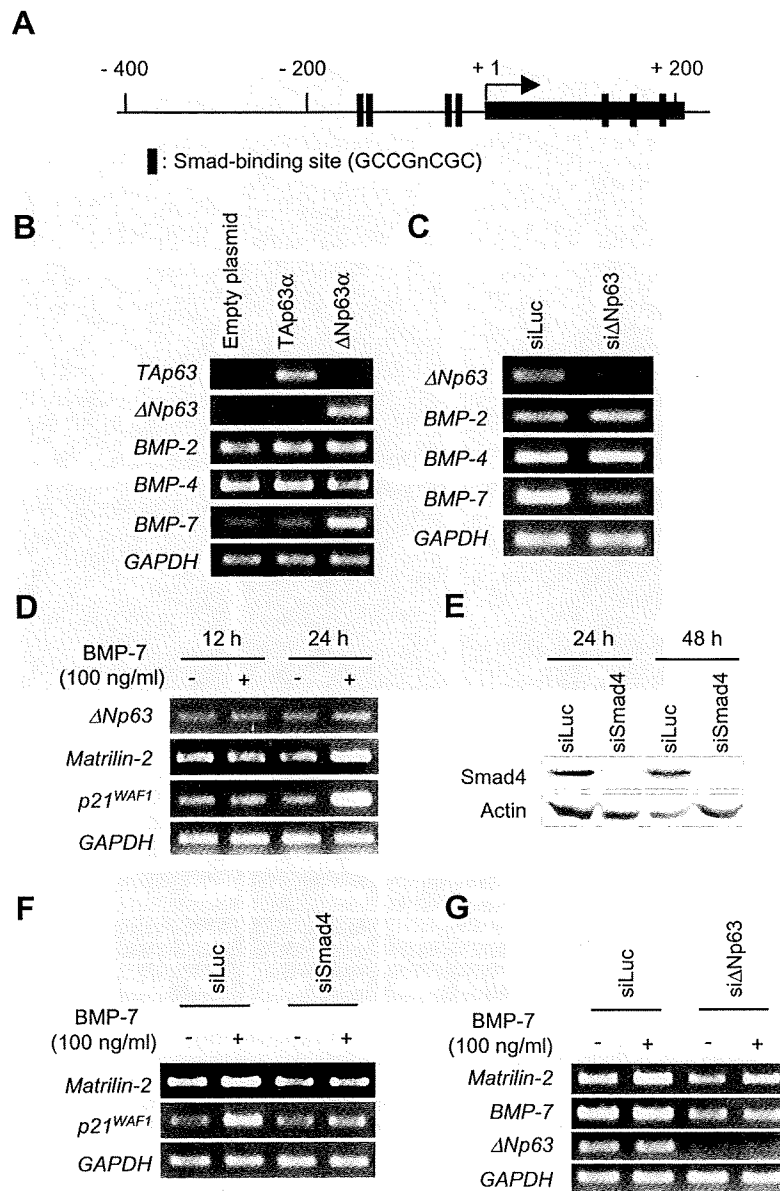 A
- 400
- 200
+ 1
+ 200
: Smad-binding site (GCCGnCGC)
B
Empty plasmid
TAp63α
ΔNp63α
TAp63
ΔNp63
BMP-2
BMP-4
BMP-7
GAPDH
C
siLuc
siΔNp63
ΔNp63
BMP-2
BMP-4
BMP-7
GAPDH
D
12 h
24 h
BMP-7
(100 ng/ml)
- + - +
ΔNp63
Matrilin-2
p21WAF1
GAPDH
E
24 h
48 h
siLuc
siSmad4
siLuc
siSmad4
Smad4
Actin
F
siLuc
siSmad4
BMP-7
(100 ng/ml)
- + - +
Matrilin-2
p21WAF1
GAPDH
G
siLuc
siΔNp63
BMP-7
(100 ng/ml)
- + - +
Matrilin-2
BMP-7
ΔNp63
GAPDH